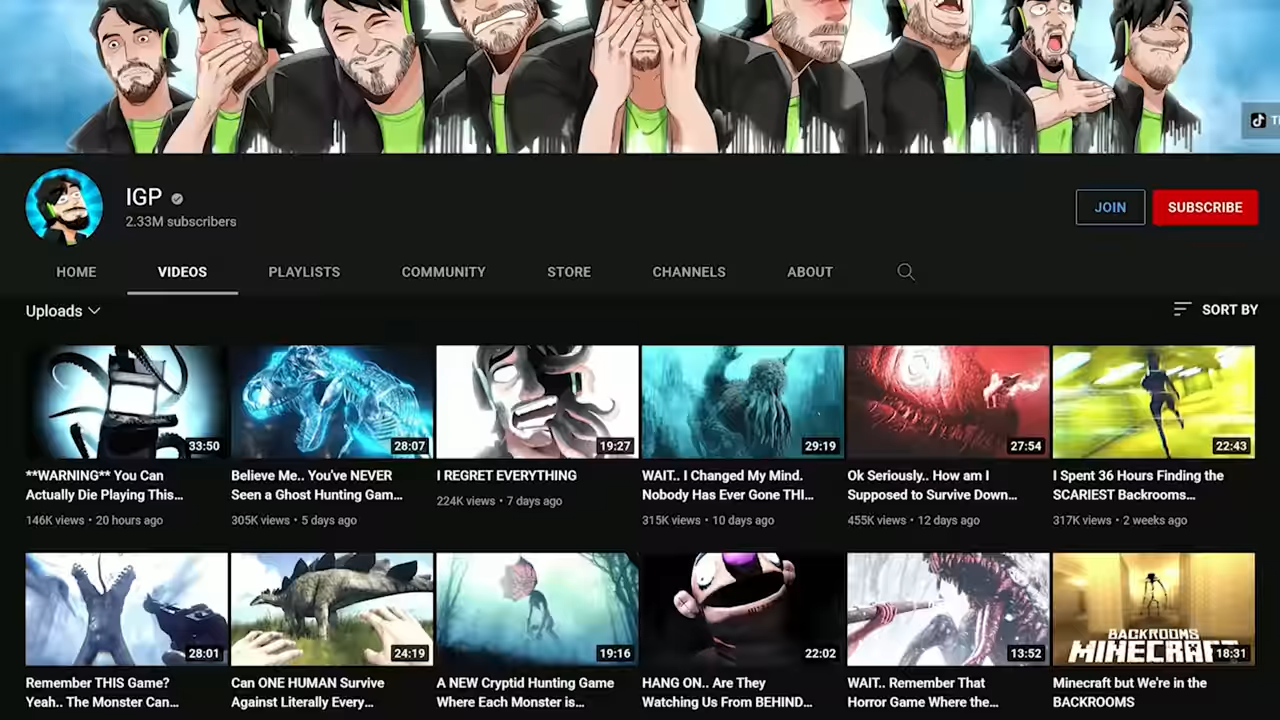 IGP
2.33M subscribers
JOIN
SUBSCRIBE
HOME
VIDEOS
PLAYLISTS
COMMUNITY
STORE
CHANNELS
ABOUT
Uploads
SORT BY
33:50
28:07
19:27
29:19
27:54
22:43
**WARNING** You Can
Actually Die Playing This...
146K views • 20 hours ago
Believe Me.. You've NEVER
Seen a Ghost Hunting Gam...
305K views • 5 days ago
I REGRET EVERYTHING
224K views • 7 days ago
WAIT.. I Changed My Mind.
Nobody Has Ever Gone THI...
315K views • 10 days ago
Ok Seriously.. How am I
Supposed to Survive Down...
455K views • 12 days ago
I Spent 36 Hours Finding the
SCARIEST Backrooms...
317K views • 2 weeks ago
28:01
24:19
19:16
22:02
13:52
BACKROOMS
MINECRAFT
18:31
Remember THIS Game?
Yeah.. The Monster Can...
Can ONE HUMAN Survive
Against Literally Every...
A NEW Cryptid Hunting Game
Where Each Monster is...
HANG ON.. Are They
Watching Us From BEHIND...
WAIT.. Remember That
Horror Game Where the...
Minecraft but We're in the
BACKROOMS